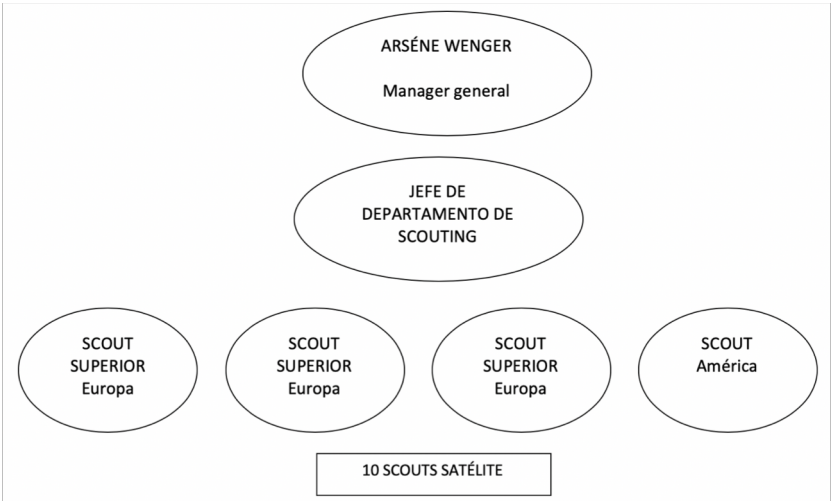 ARSÉNE WENGER
Manager general
JEFE DE
DEPARTAMENTO DE
SCOUTING
SCOUT
SUPERIOR
Europa
SCOUT
SUPERIOR
Europa
SCOUT
SUPERIOR
Europa
SCOUT
América
10 SCOUTS SATÉLITE